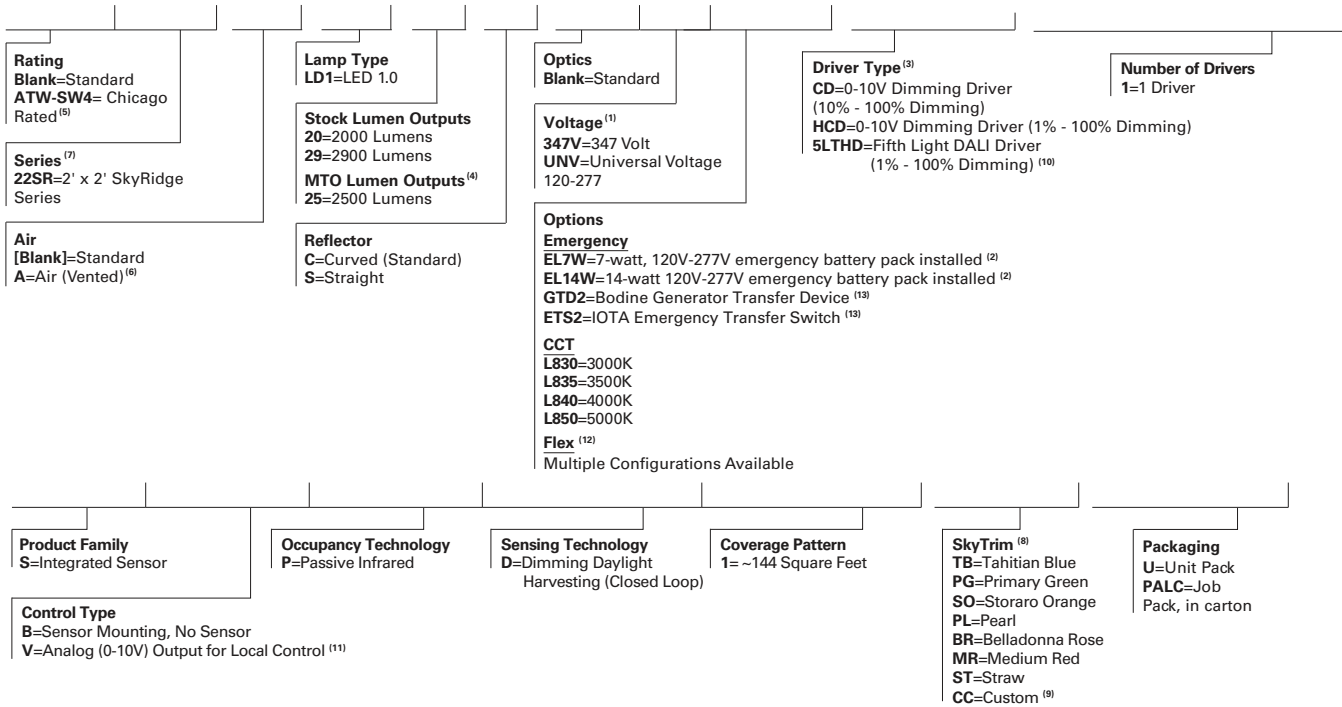 Rating
Blank=Standard
ATW-SW4= Chicago
Rated (5)
Series (7)
22SR=2' x 2' SkyRidge
Series
Air
[Blank]=Standard
A=Air (Vented) (6)
Lamp Type
LD1=LED 1.0
Stock Lumen Outputs
20=2000 Lumens
29=2900 Lumens
MTO Lumen Outputs (4)
25=2500 Lumens
Reflector
C=Curved (Standard)
S=Straight
Optics
Blank=Standard
Voltage (1)
347V=347 Volt
UNV=Universal Voltage
120-277
Options
Emergency
EL7W=7-watt, 120V-277V emergency battery pack installed (2)
EL14W=14-watt 120V-277V emergency battery pack installed (2)
GTD2=Bodine Generator Transfer Device (13)
ETS2=IOTA Emergency Transfer Switch (13)
CCT
L830=3000K
L835=3500K
L840=4000K
L850=5000K
Flex (12)
Multiple Configurations Available
Driver Type (3)
CD=0-10V Dimming Driver
(10% - 100% Dimming)
HCD=0-10V Dimming Driver (1% - 100% Dimming)
5LTHD=Fifth Light DALI Driver
(1% - 100% Dimming) (10)
Number of Drivers
1=1 Driver
Product Family
S=Integrated Sensor
Control Type
B=Sensor Mounting, No Sensor
V=Analog (0-10V) Output for Local Control (11)
Occupancy Technology
P=Passive Infrared
Sensing Technology
D=Dimming Daylight
Harvesting (Closed Loop)
Coverage Pattern
1= ~144 Square Feet
SkyTrim (8)
TB=Tahitian Blue
PG=Primary Green
SO=Storaro Orange
PL=Pearl
BR=Belladonna Rose
MR=Medium Red
ST=Straw
CC=Custom (9)
Packaging
U=Unit Pack
PALC=Job
Pack, in carton